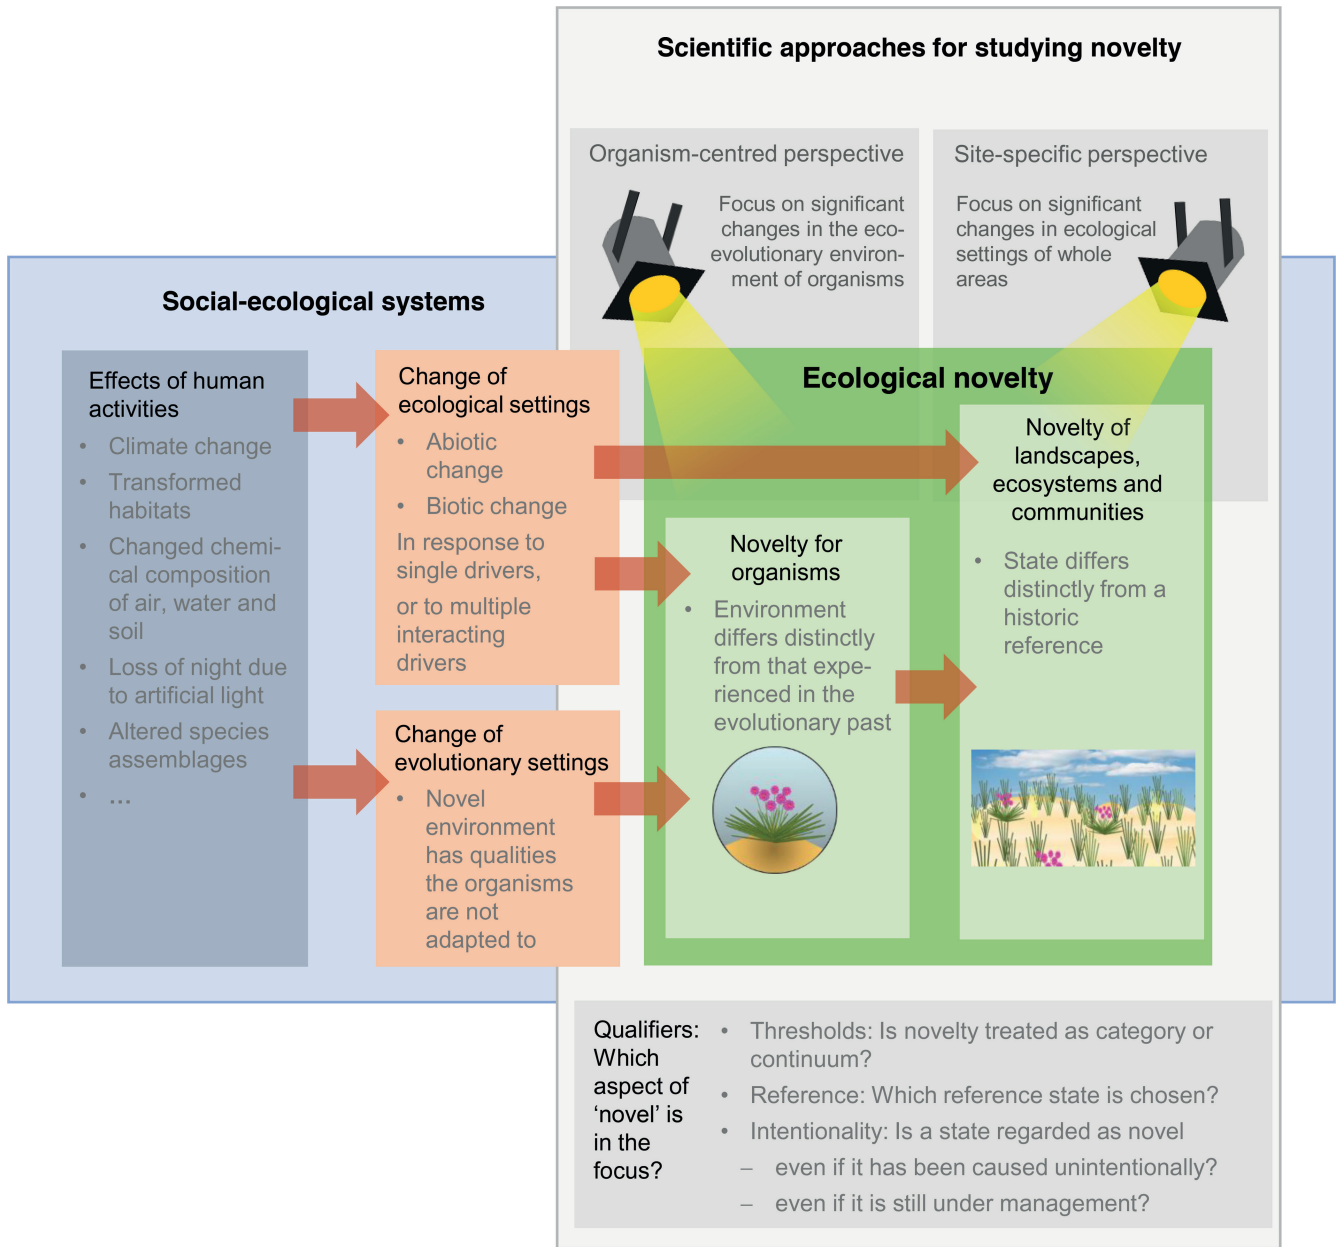 Scientific approaches for studying novelty
Organism-centred perspective
Focus on significant
changes in the eco-
evolutionary environ-
ment of organisms
Site-specific perspective
Focus on significant
changes in ecological
settings of whole
areas
Social-ecological systems
Effects of human
activities
• Climate change
• Transformed
habitats
• Changed chemi-
cal composition
of air, water and
soil
• Loss of night due
to artificial light
• Altered species
assemblages
• ...
Change of
ecological settings
• Abiotic
change
• Biotic change
In response to
single drivers,
or to multiple
interacting
drivers
Change of
evolutionary settings
• Novel
environment
has qualities
the organisms
are not
adapted to
Ecological novelty
Novelty for
organisms
• Environment
differs distinctly
from that expe-
rienced in the
evolutionary past
Novelty of
landscapes,
ecosystems and
communities
• State differs
distinctly from a
historic
reference
Qualifiers:
Which
aspect of
‘novel’ is
in the
focus?
• Thresholds: Is novelty treated as category or
continuum?
• Reference: Which reference state is chosen?
• Intentionality: Is a state regarded as novel
– even if it has been caused unintentionally?
– even if it is still under management?